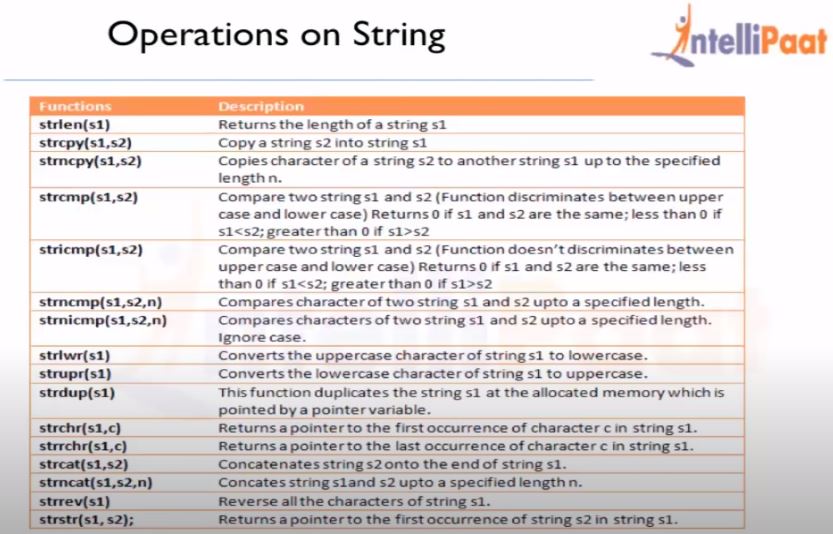 Operations on String
IntelliPaat
Functions Description
strlen(s1) Returns the length of a string s1
strcpy(s1,s2) Copy a string s2 into string s1
strncpy(s1,s2) Copies character of a string s2 to another string s1 up to the specified
length n.
strcmp(s1,s2) Compare two string s1 and s2 (Function discriminates between upper
case and lower case) Returns 0 if s1 and s2 are the same; less than 0 if
s1<s2; greater than 0 if s1>s2
stricmp(s1,s2) Compare two string s1 and s2 (Function doesn't discriminates between
upper case and lower case) Returns 0 if s1 and s2 are the same; less
than 0 if s1<s2; greater than 0 if s1>s2
strncmp(s1,s2,n) Compares character of two string s1 and s2 upto a specified length.
strnicmp(s1,s2,n) Compares characters of two string s1 and s2 upto a specified length.
Ignore case.
strlwr(s1) Converts the uppercase character of string s1 to lowercase.
strupr(s1) Converts the lowercase character of string s1 to uppercase.
strdup(s1) This function duplicates the string s1 at the allocated memory which is
pointed by a pointer variable.
strchr(s1,c) Returns a pointer to the first occurrence of character c in string s1.
strrchr(s1,c) Returns a pointer to the last occurrence of character c in string s1.
strcat(s1,s2) Concatenates string s2 onto the end of string s1.
strncat(s1,s2,n) Concates string s1and s2 upto a specified length n.
strrev(s1) Reverse all the characters of string s1.
strstr(s1, s2); Returns a pointer to the first occurrence of string s2 in string s1.